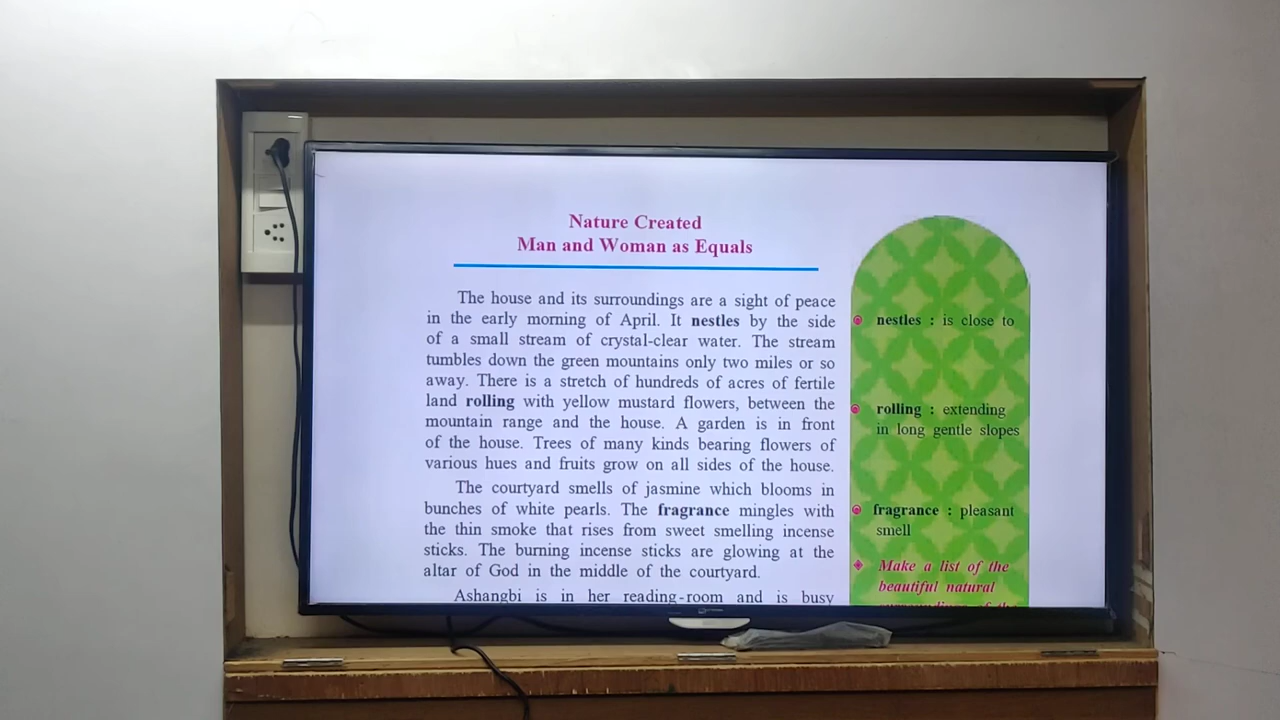 Nature Created
Man and Woman as Equals
The house and its surroundings are a sight of peace
in the early morning of April. It nestles by the side
of a small stream of crystal-clear water. The stream
tumbles down the green mountains only two miles or so
away. There is a stretch of hundreds of acres of fertile
land rolling with yellow mustard flowers, between the
mountain range and the house. A garden is in front
of the house. Trees of many kinds bearing flowers of
various hues and fruits grow on all sides of the house.
The courtyard smells of jasmine which blooms in
bunches of white pearls. The fragrance mingles with
the thin smoke that rises from sweet smelling incense
sticks. The burning incense sticks are glowing at the
altar of God in the middle of the courtyard.
Ashangbi is in her reading-room and is busy
nestles : is close to
rolling : extending
in long gentle slopes
fragrance : pleasant
smell
Make a list of the
beautiful natural